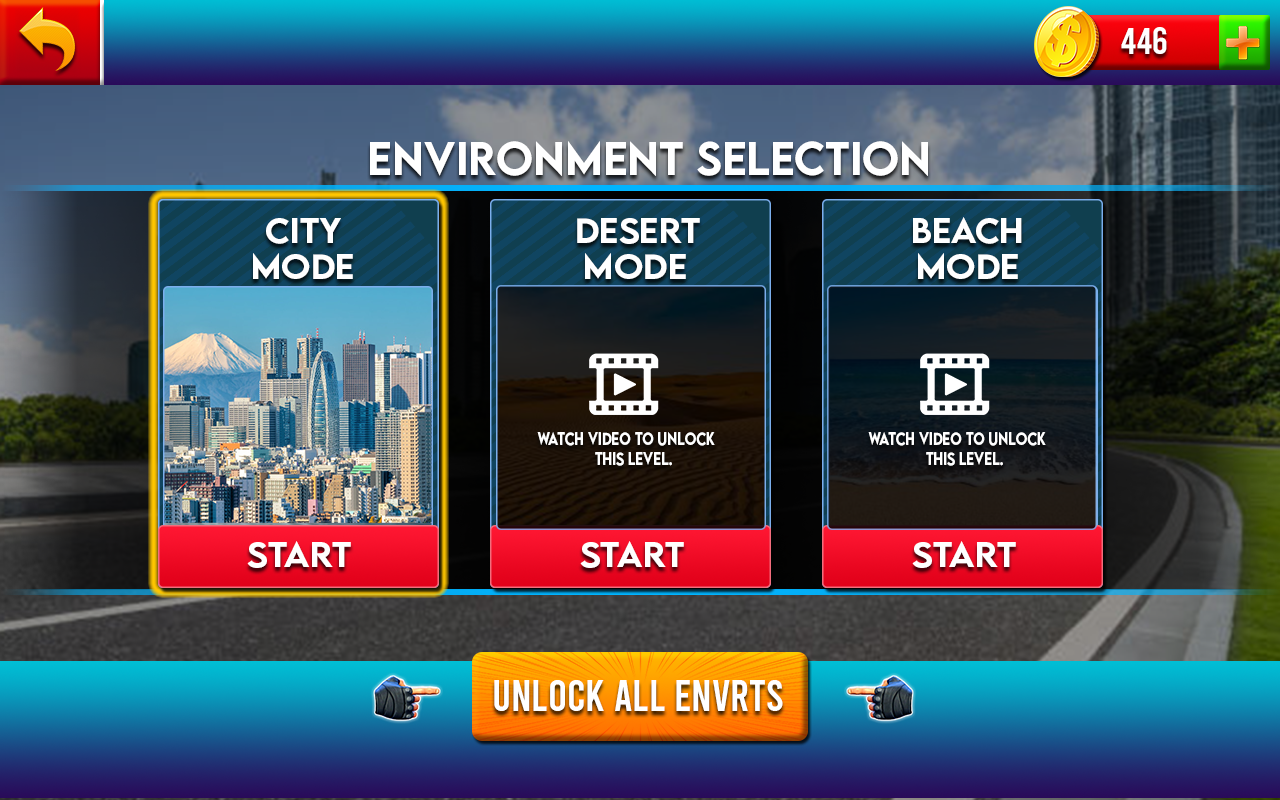 446
ENVIRONMENT SELECTION
CITY
MODE
START
DESERT
MODE
WATCH VIDEO TO UNLOCK
THIS LEVEL.
START
BEACH
MODE
WATCH VIDEO TO UNLOCK
THIS LEVEL.
START
UNLOCK ALL ENVRTS